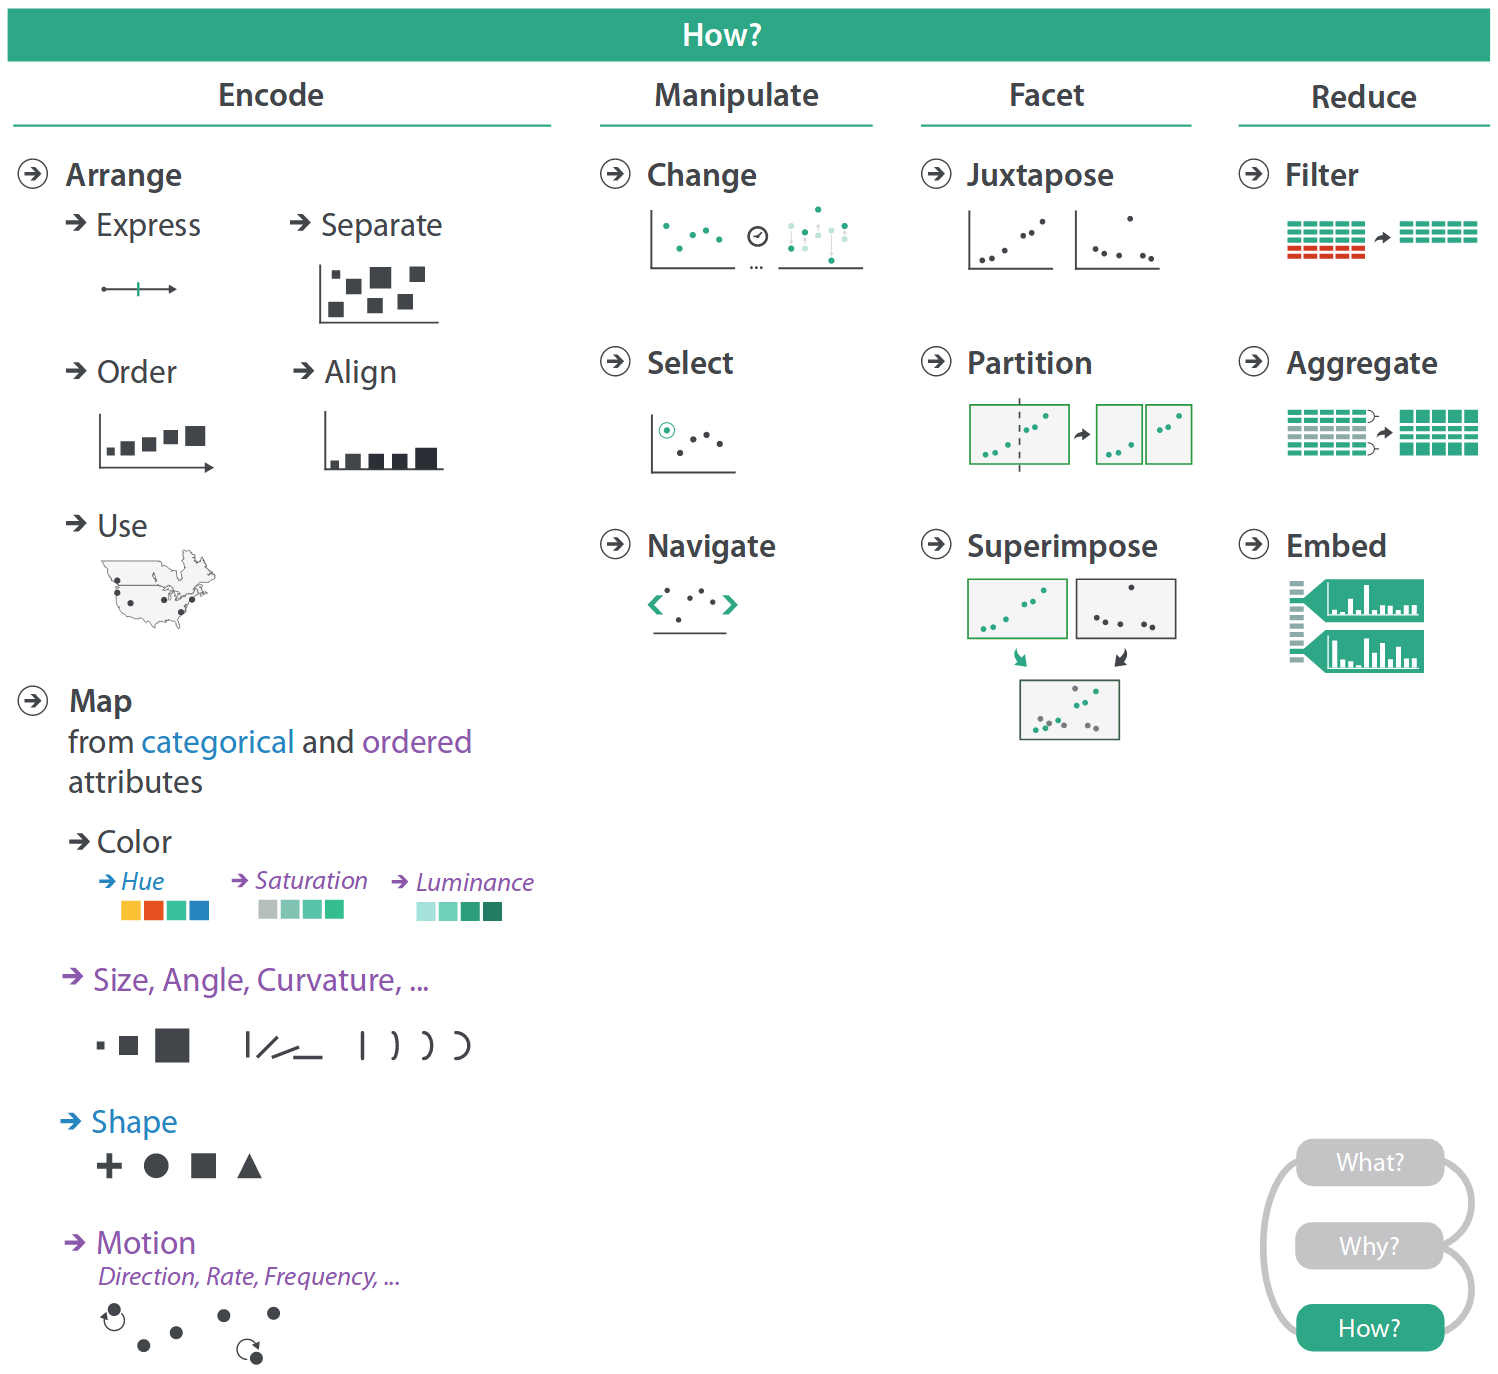 How?
Encode
Manipulate
Facet
Reduce
Arrange
Express
Separate
Order
Align
Use
Map
from categorical and ordered
attributes
Color
Hue
Saturation
Luminance
Size, Angle, Curvature, ...
Shape
Motion
Direction, Rate, Frequency, ...
Change
...
Select
Navigate
Juxtapose
Partition
Superimpose
Filter
Aggregate
Embed
What?
Why?
How?